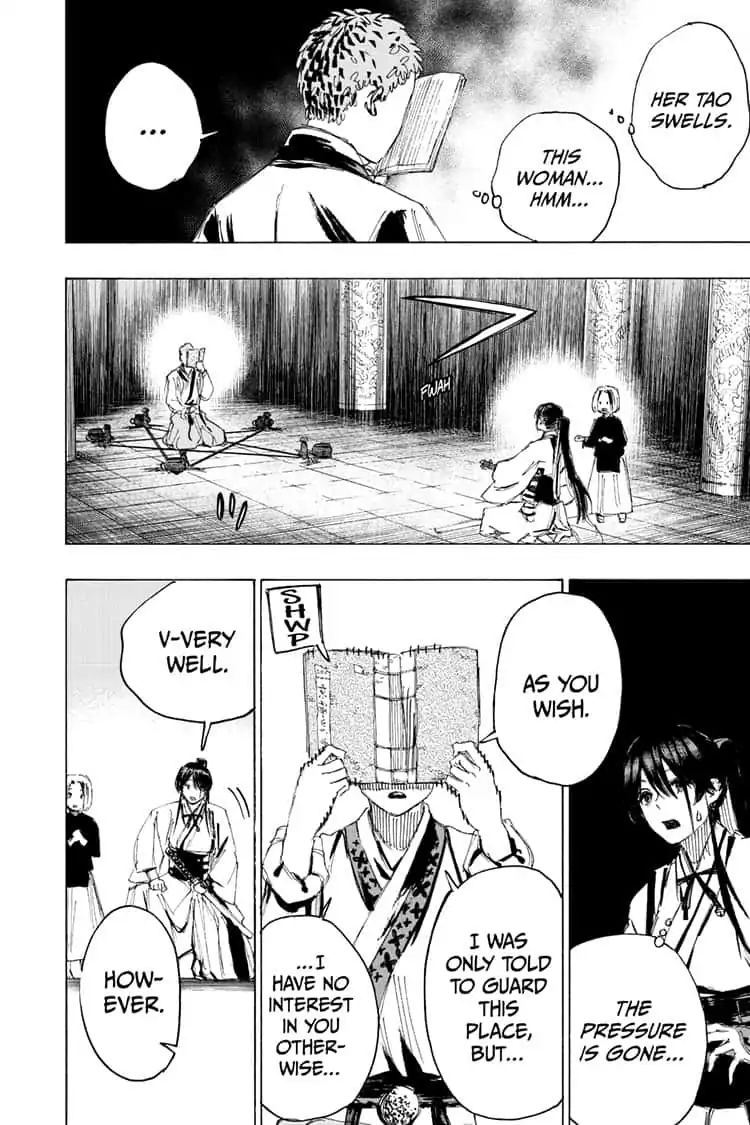 HER TAO
SWELLS.
THIS
WOMAN...
HMM...
...
FWAH
AS YOU
WISH.
THE
PRESSURE
IS GONE...
SHWP
I WAS
ONLY TOLD
TO GUARD
THIS
PLACE,
BUT...
...I
HAVE NO
INTEREST
IN YOU
OTHER-
WISE...
V-VERY
WELL.
HOW-
EVER.